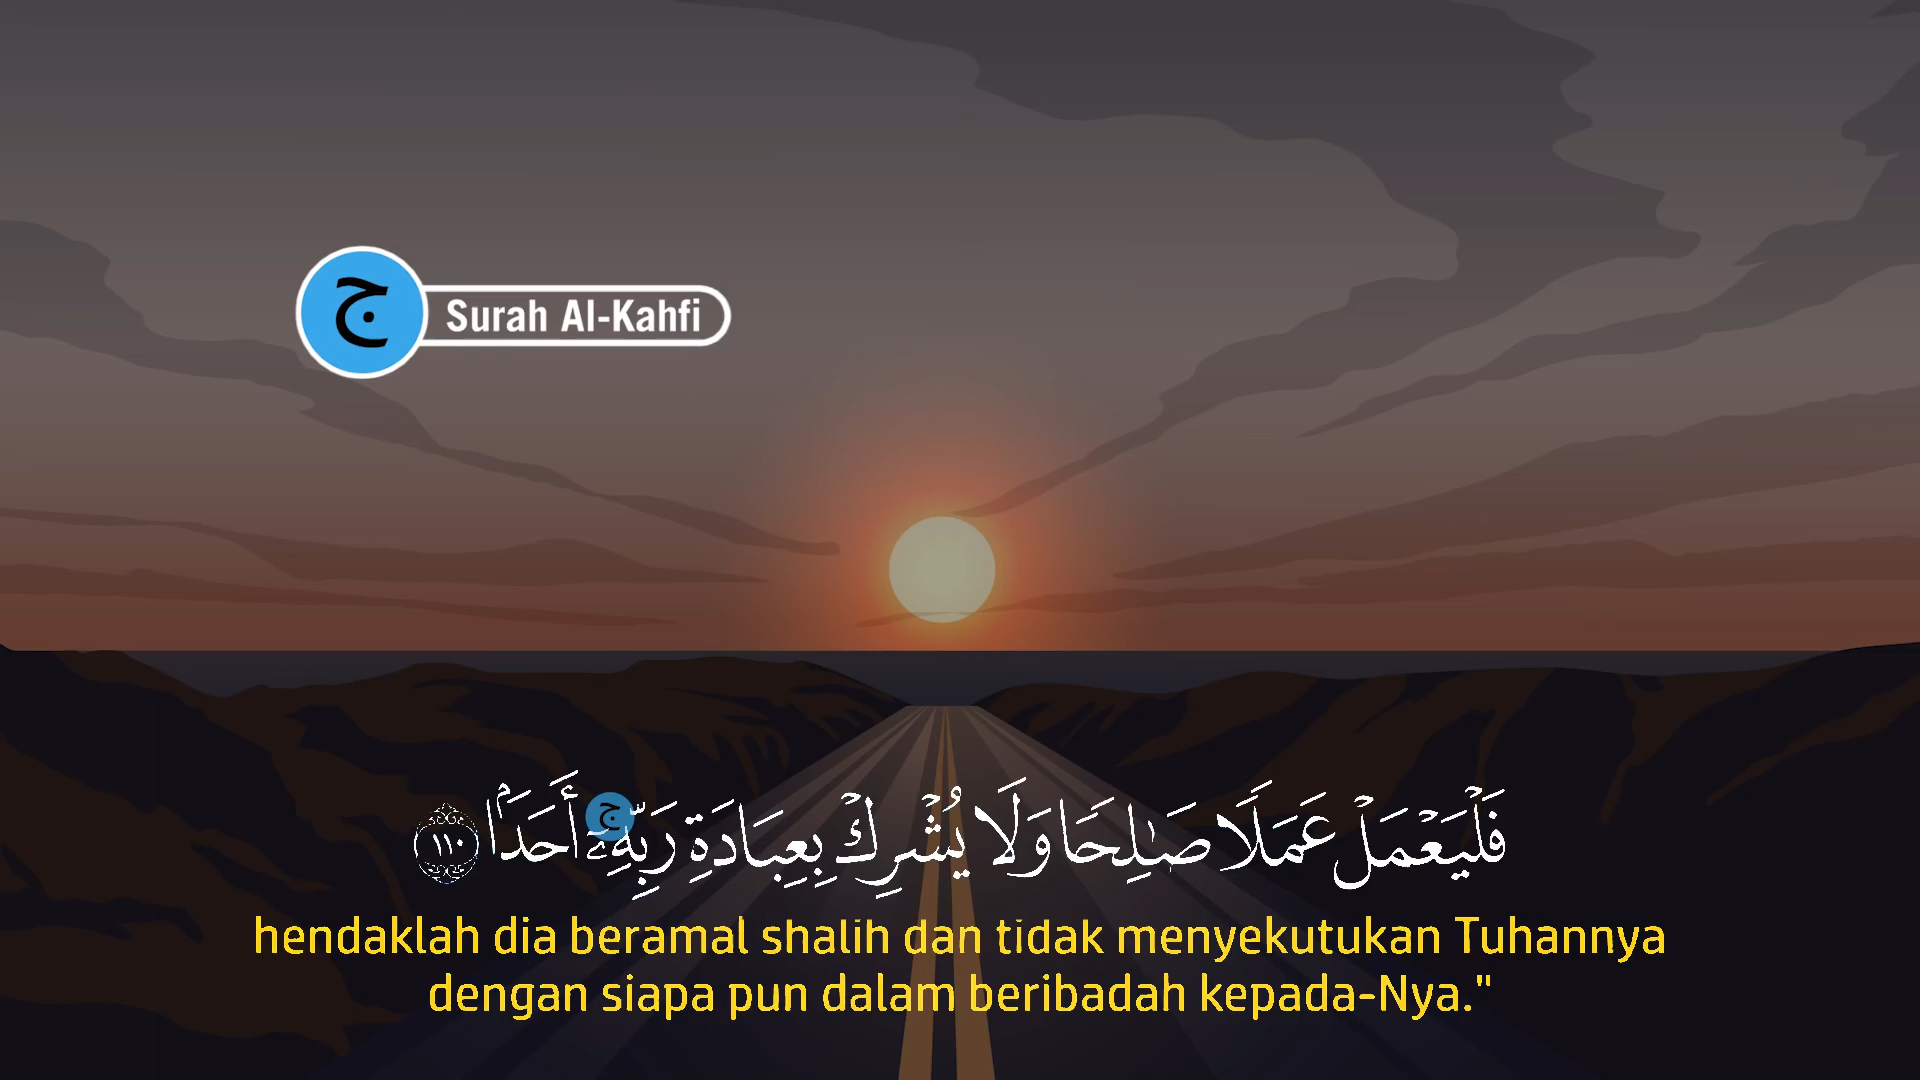 ج
Surah Al-Kahfi
فَلْيَعْمَلْ عَمَلًا صَـٰلِحًا وَلَا يُشْرِكْ بِعِبَادَةِ رَبِّهِۦٓ أَحَدًۢا ١١٠
ج
hendaklah dia beramal shalih dan tidak menyekutukan Tuhannya
dengan siapa pun dalam beribadah kepada-Nya."